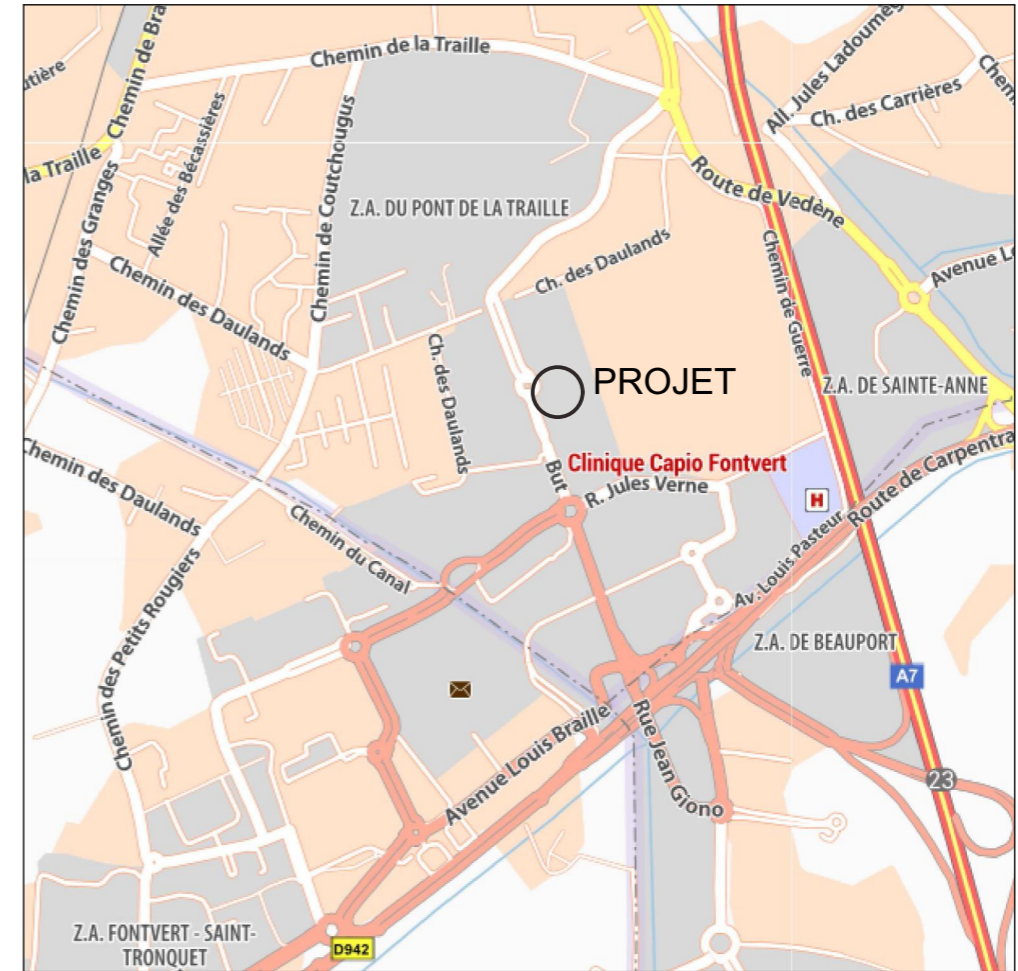 Chemin de Bra
Chemin de la Traille
utière
All. Jules Ladoumèg
Chem
Ch. des Carrières
la Traille
Allée des Bécassières
Chemin de Coutchougus
Route de Vedène
Chemin des Granges
Z.A. DU PONT DE LA TRAILLE
Ch. des Daulands
Chemin de Guerre
Avenue Lo
Chemin des Daulands
Ch. des Daulands
PROJET
Z.A. DE SAINTE-ANNE
Clinique Capio Fontvert
But
R. Jules Verne
H
Route de Carpentra
Chemin des Daulands
Chemin du Canal
Av. Louis Pasteur
Chemin des Petits Rougiers
Z.A. DE BEAUPORT
A7
Avenue Louis Braille
Rue Jean Giono
23
Z.A. FONTVERT - SAINT-
TRONQUET
D942